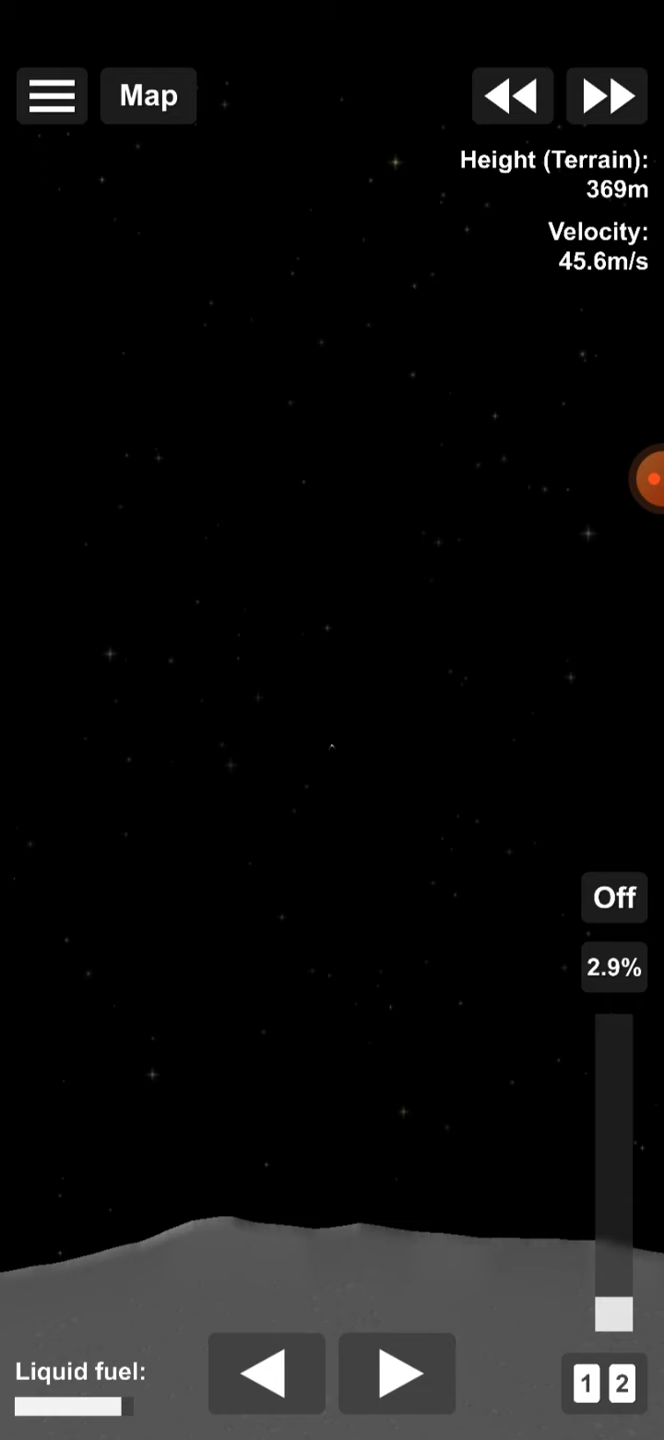 Map
Height (Terrain):
369m
Velocity:
45.6m/s
Off
2.9%
Liquid fuel:
1 2